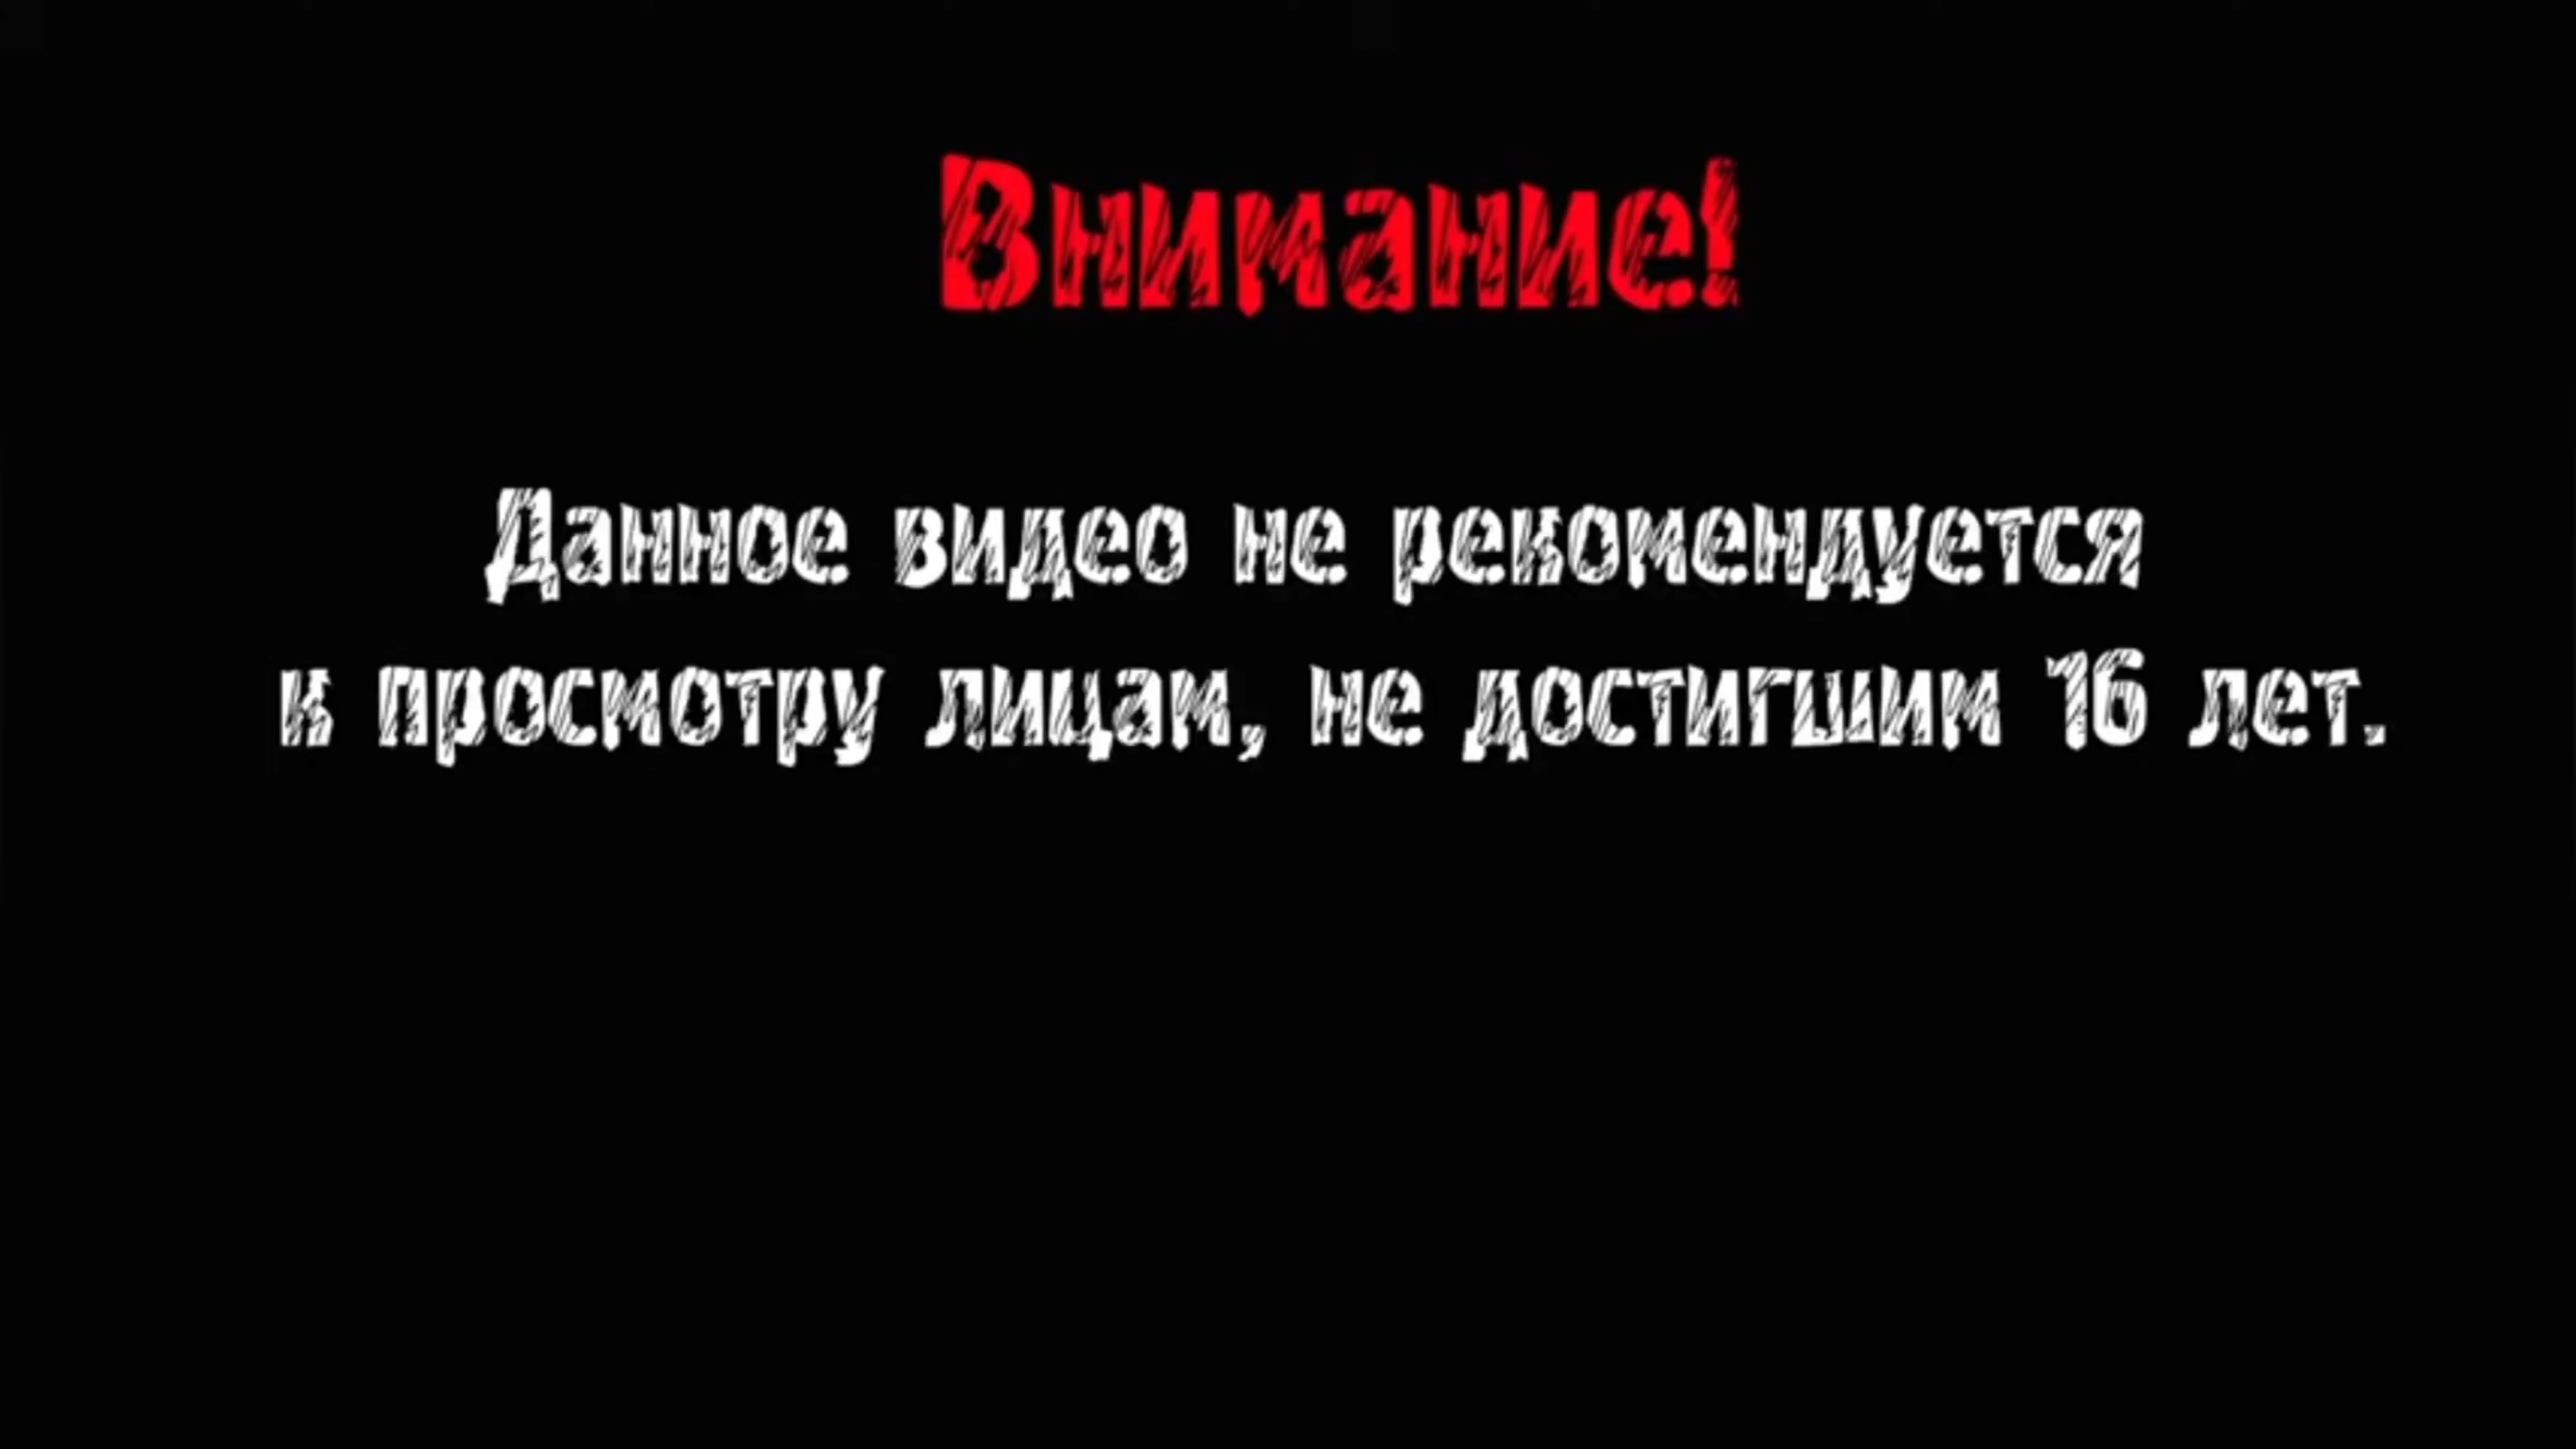 Внимание!
Данное видео не рекомендуется
к просмотру лицам, не достигшим 16 лет.